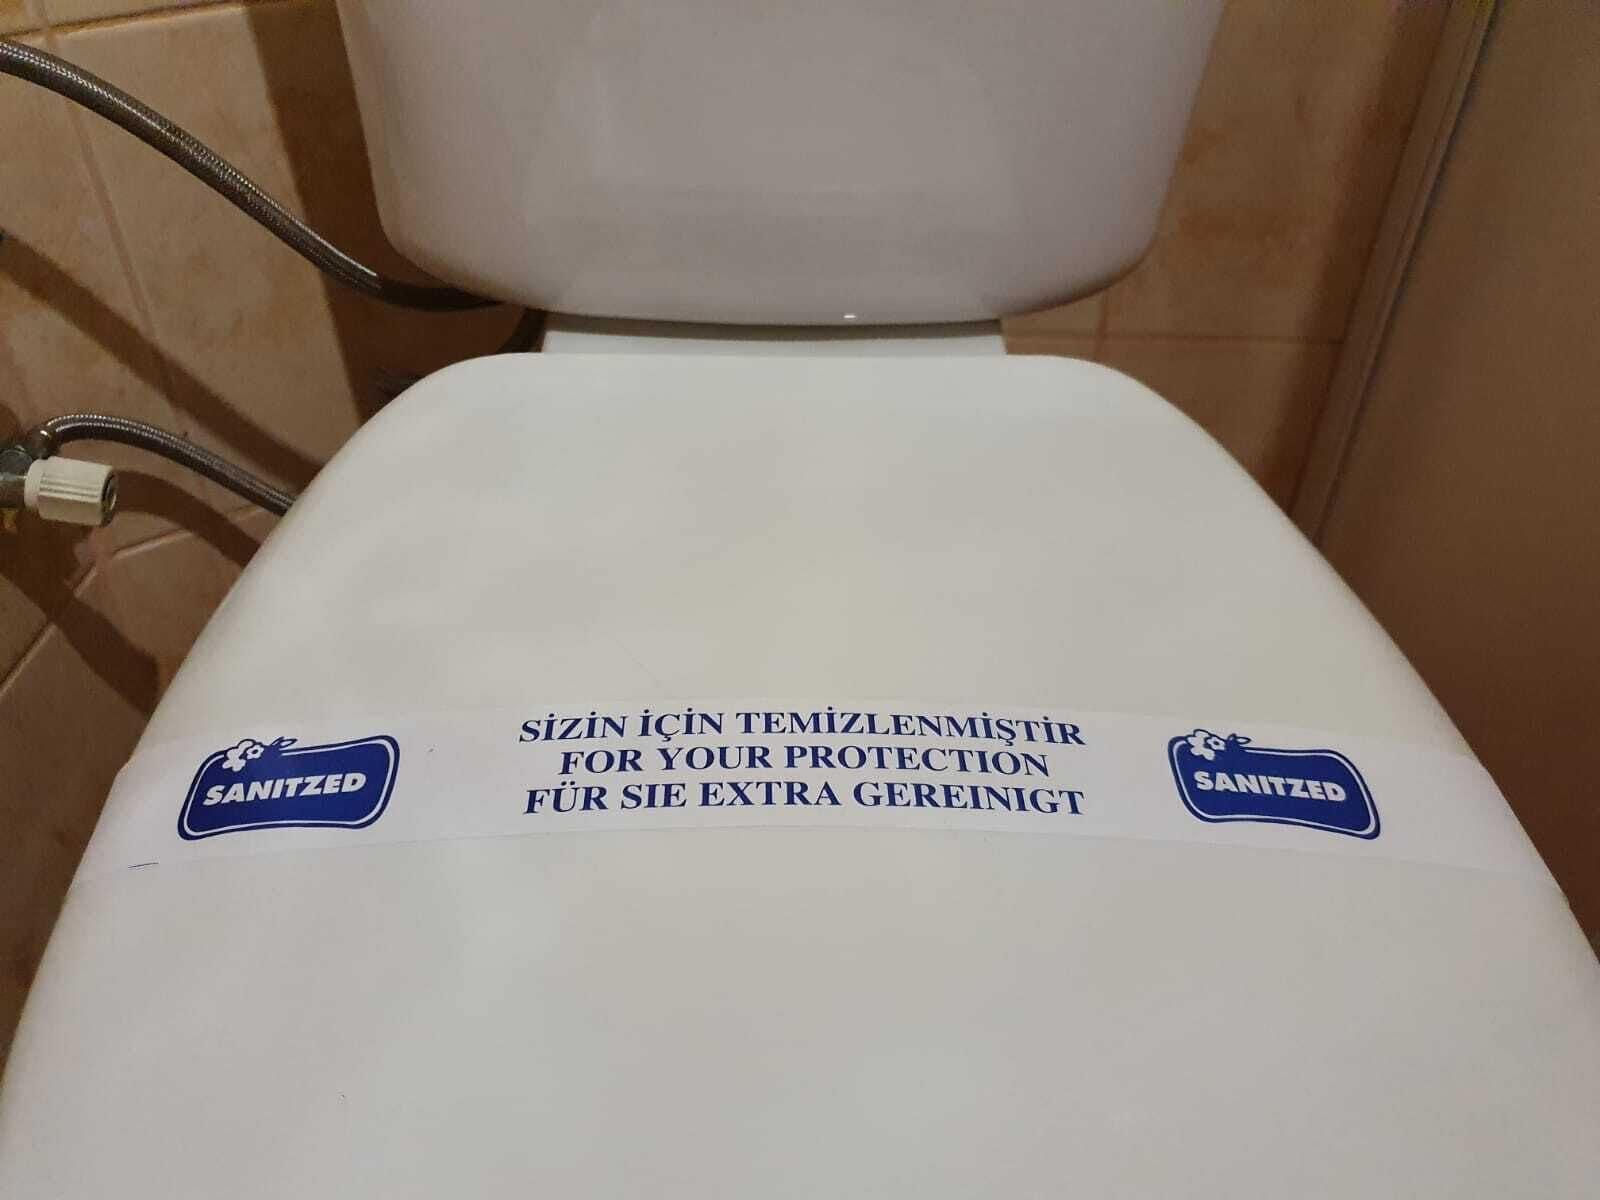 SANITZED
SİZİN İÇİN TEMİZLENMİŞTİR
FOR YOUR PROTECTION
FÜR SIE EXTRA GEREINIGT
SANITZED